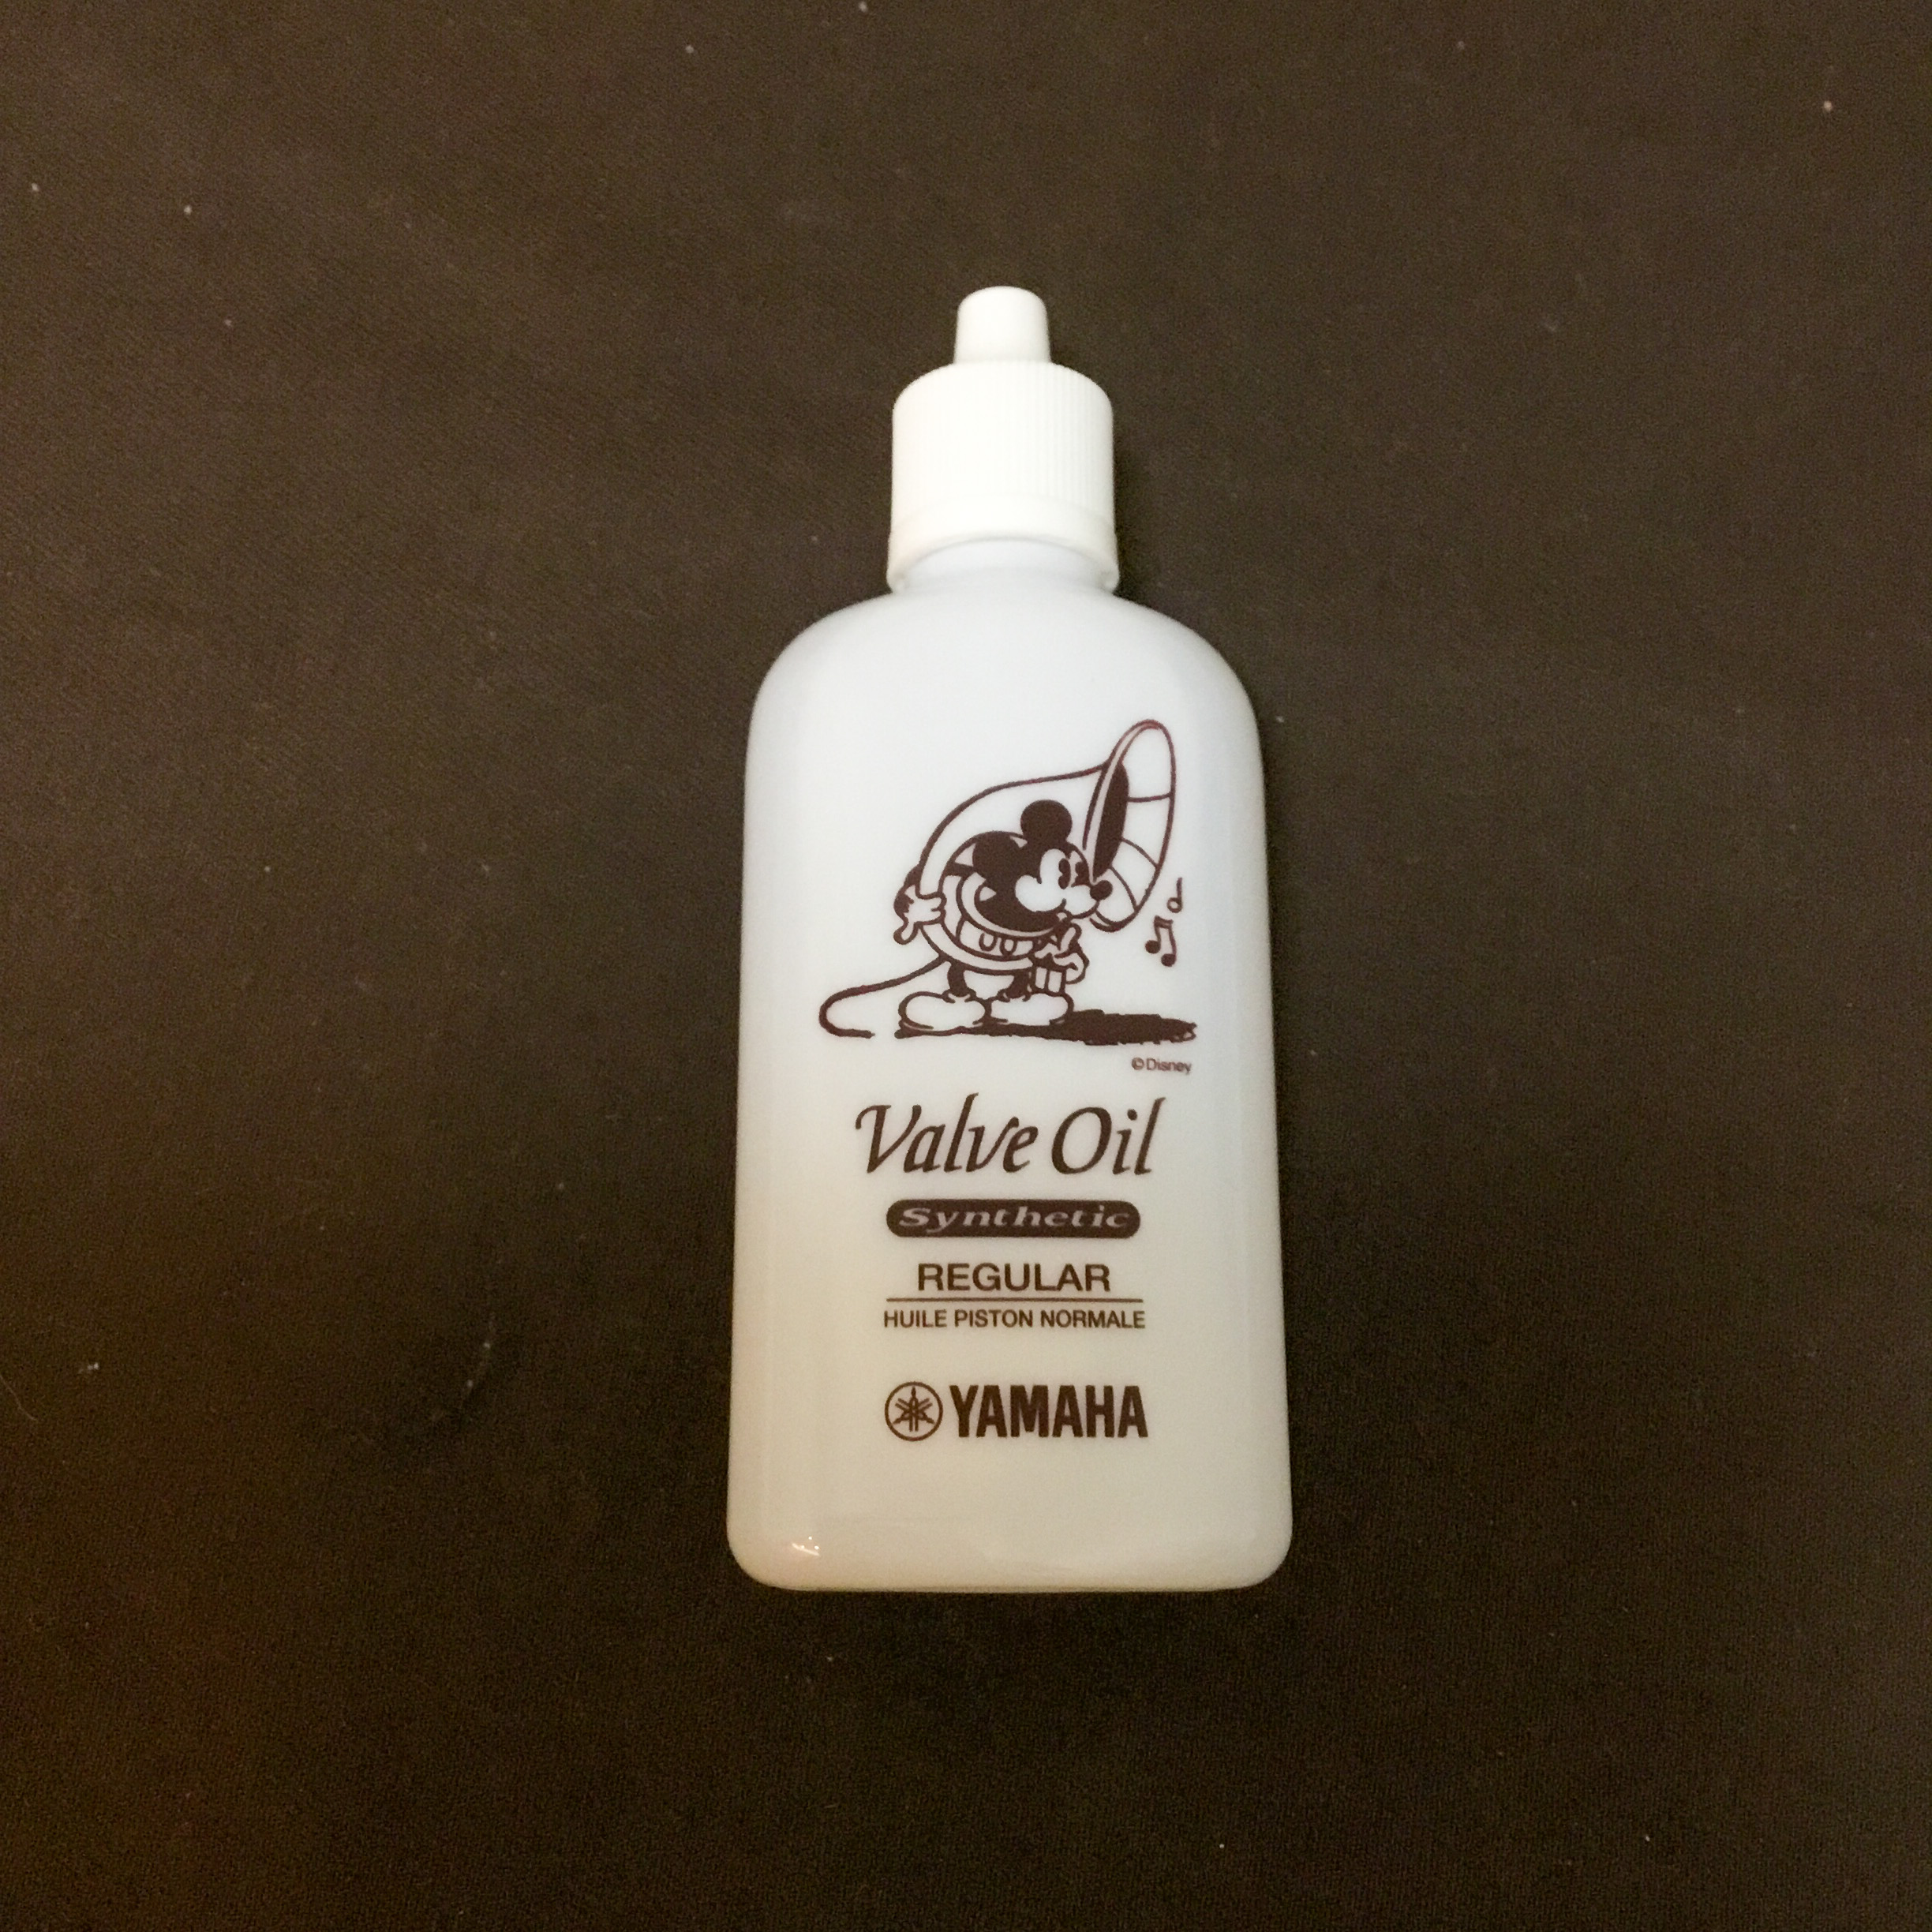 ©Disney
Valve Oil
Synthetic
REGULAR
HUILE PISTON NORMALE
YAMAHA